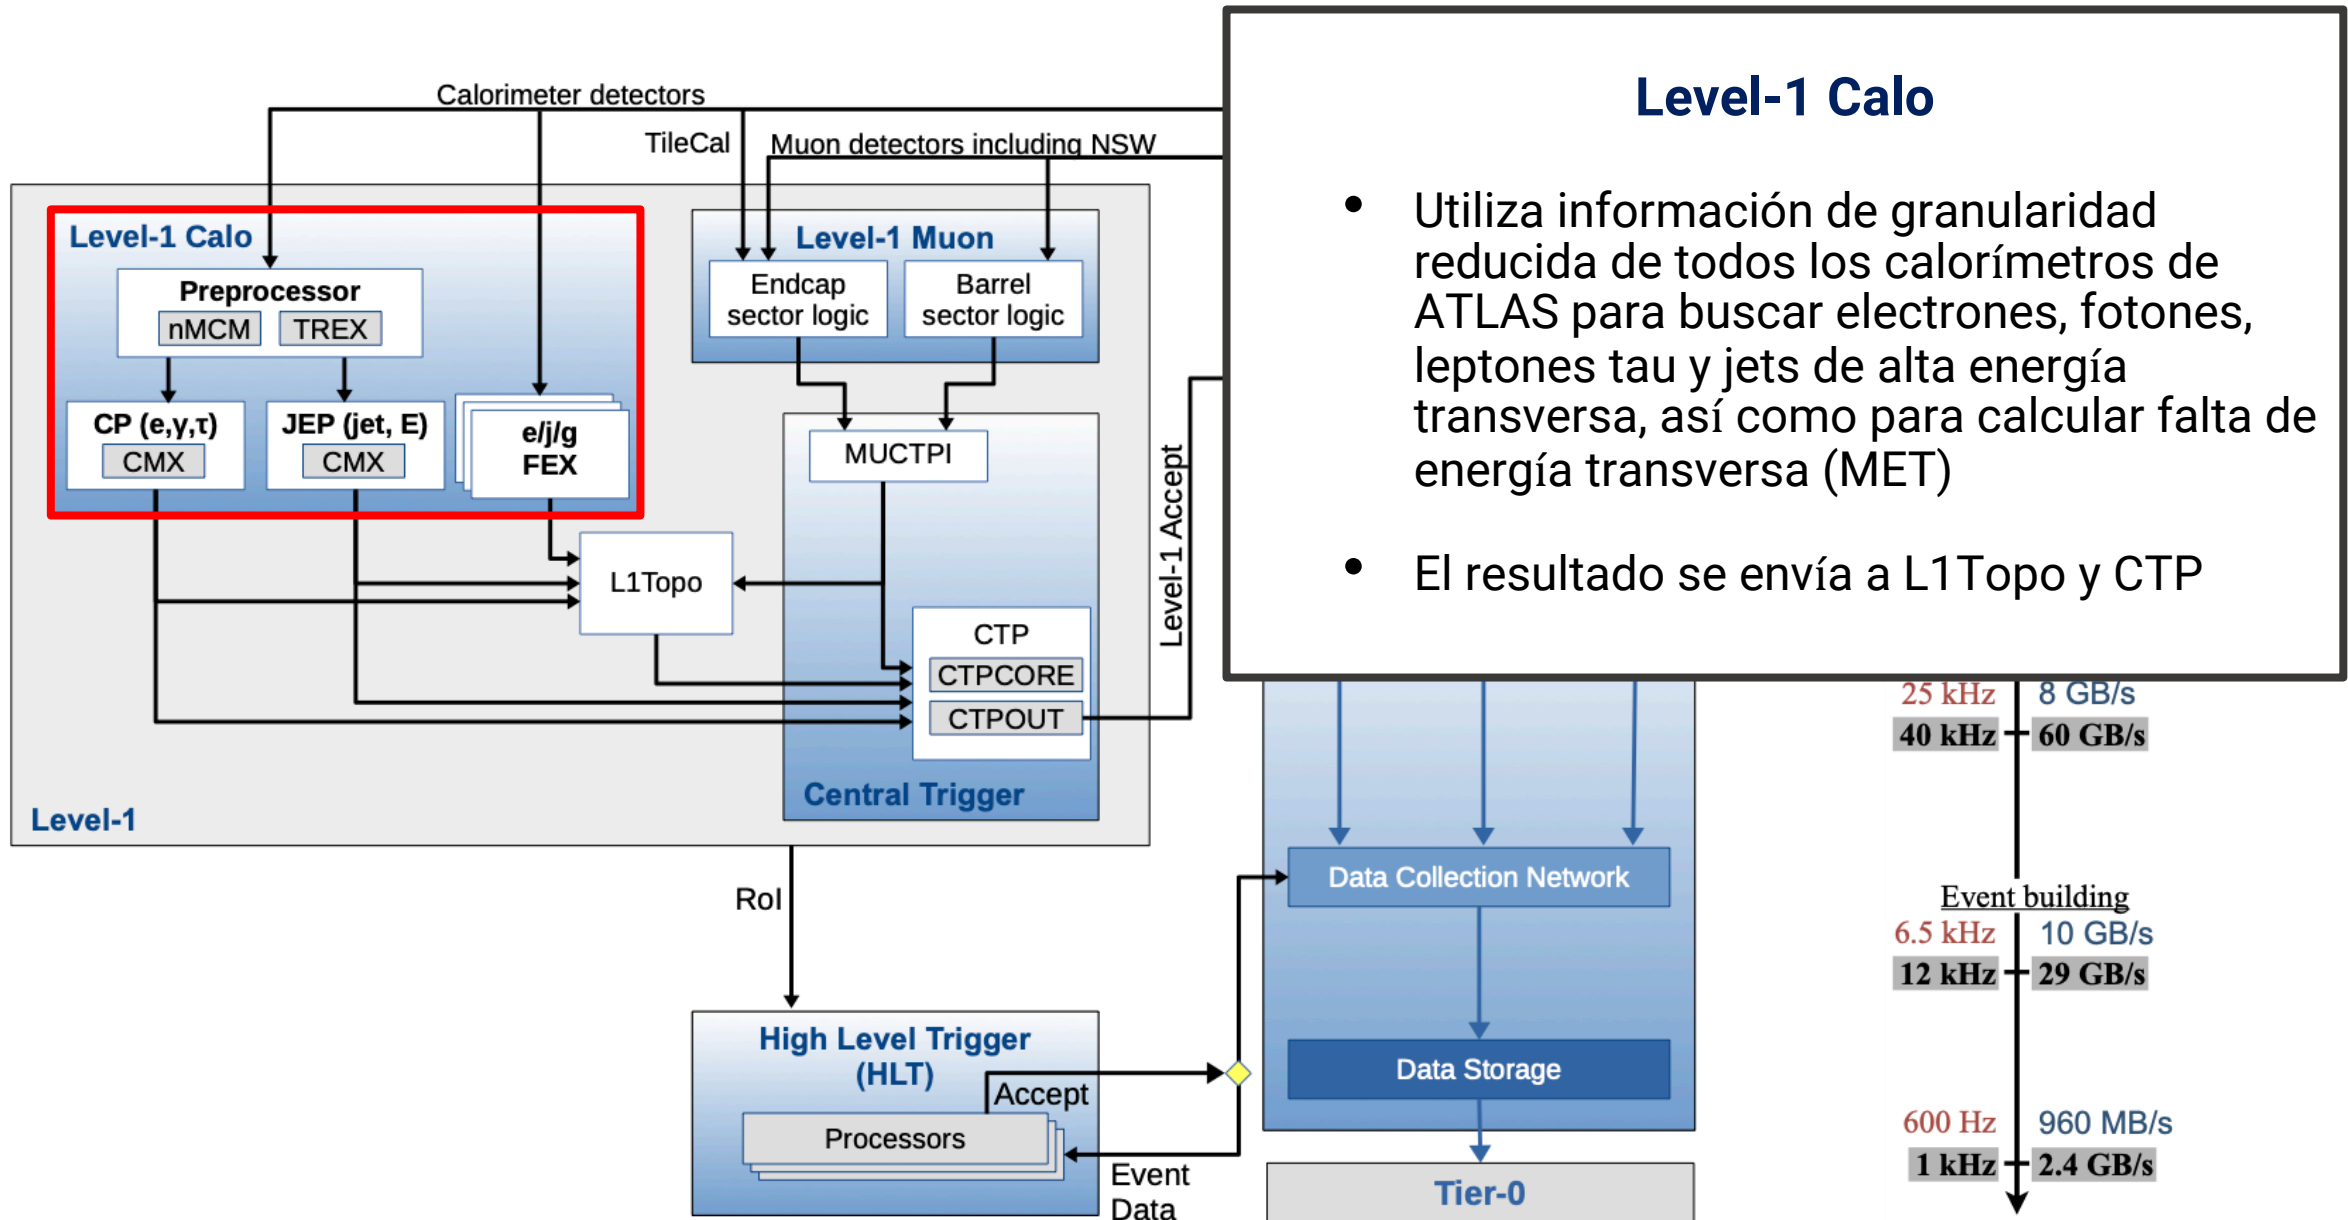 Calorimeter detectors
TileCal
Muon detectors including NSW
Level-1 Calo
Preprocessor
nMCM
TREX
CP (e,γ,τ)
CMX
JEP (jet, E)
CMX
e/j/g
FEX
Level-1 Muon
Endcap
sector logic
Barrel
sector logic
MUCTPI
L1Topo
CTP
CTPCORE
CTPOUT
Central Trigger
Level-1
Level-1 Accept
RoI
High Level Trigger
(HLT)
Accept
Processors
Event
Data
Level-1 Calo
• Utiliza información de granularidad
reducida de todos los calorímetros de
ATLAS para buscar electrones, fotones,
leptones tau y jets de alta energía
transversa, así como para calcular falta de
energía transversa (MET)
• El resultado se envía a L1Topo y CTP
Data Collection Network
Data Storage
Tier-0
25 kHz 8 GB/s
40 kHz 60 GB/s
Event building
6.5 kHz 10 GB/s
12 kHz 29 GB/s
600 Hz 960 MB/s
1 kHz 2.4 GB/s